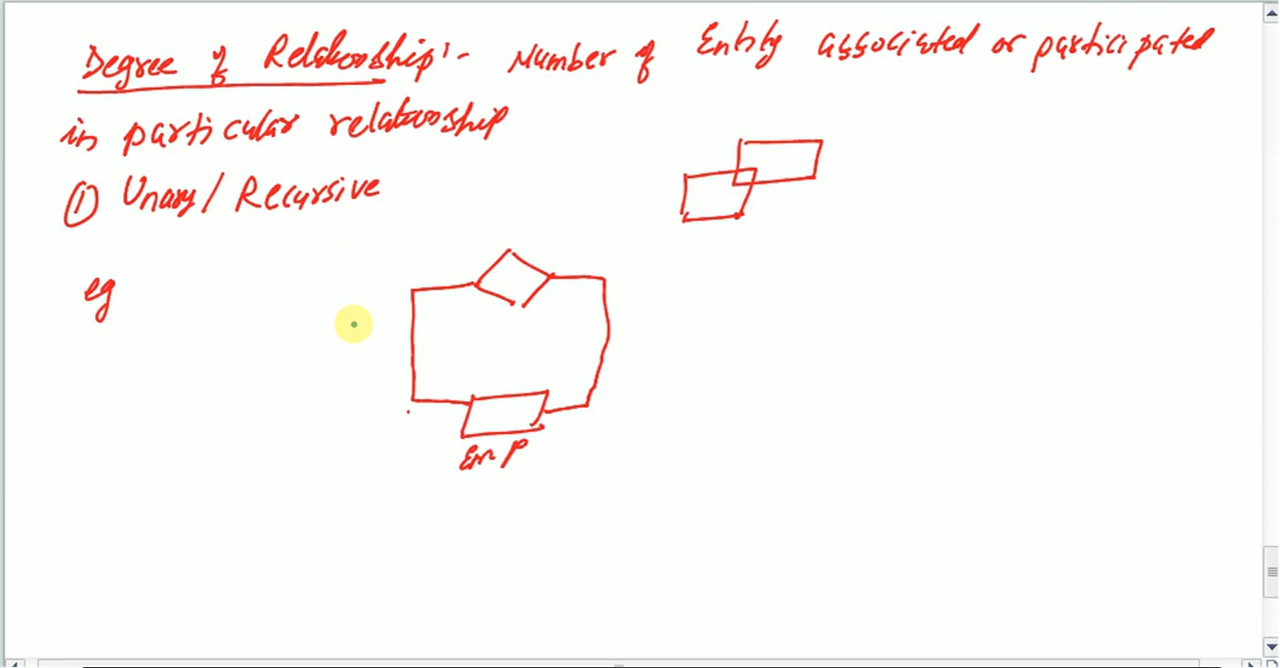 Degree of Relationship :- Number of Entity associated or participated
in particular relationship
① Unary / Recursive
eg
Emp